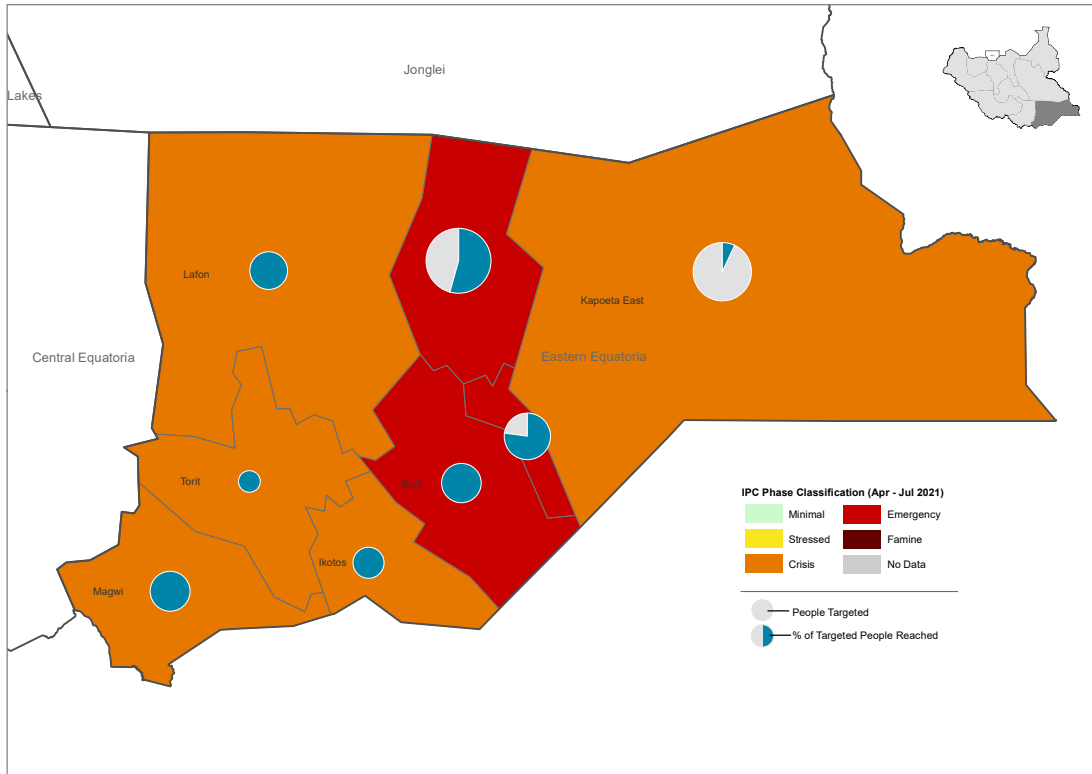 Jonglei
Lakes
Lafon
Kapoeta East
Central Equatoria
Eastern Equatoria
Torit
Budi
Ikotos
Magwi
IPC Phase Classification (Apr - Jul 2021)
Minimal
Emergency
Stressed
Famine
Crisis
No Data
People Targeted
% of Targeted People Reached